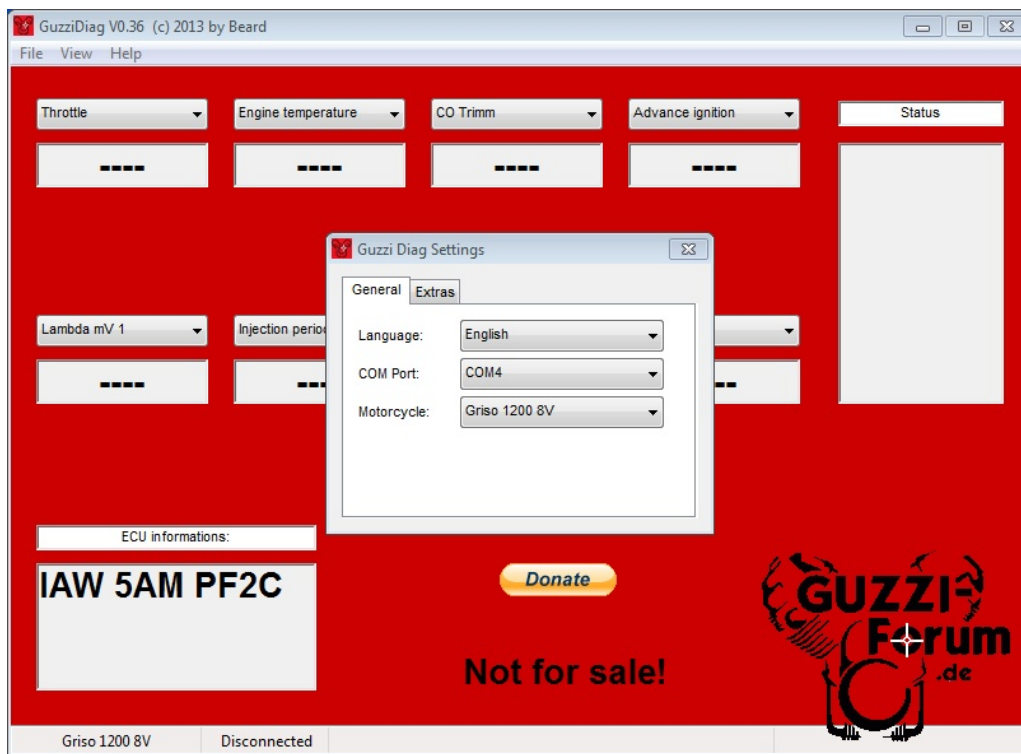 GuzziDiag V0.36 (c) 2013 by Beard
File View Help
Throttle Engine temperature CO Trimm Advance ignition Status
---- ---- ---- ----
Guzzi Diag Settings
General Extras
Lambda mV 1 Injection perio
Language: English
---- --- --
COM Port: COM4
Motorcycle: Griso 1200 8V
ECU informations:
IAW 5AM PF2C
Donate
Not for sale!
GUZZI
Forum
.de
Griso 1200 8V Disconnected